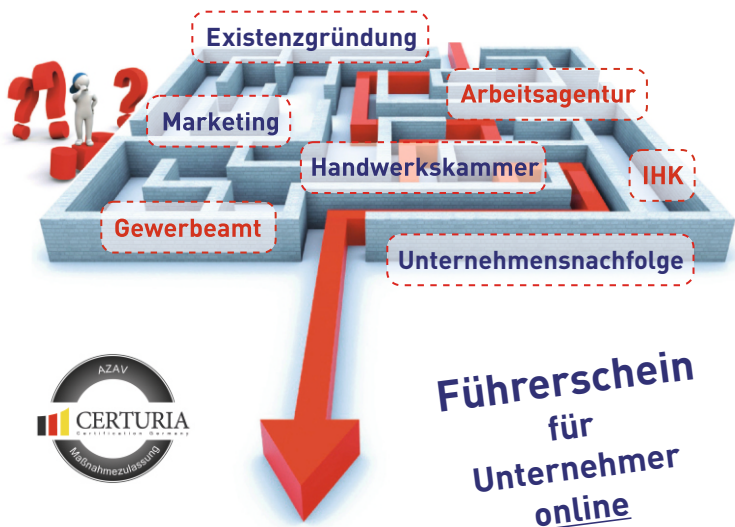 Existenzgründung
Arbeitsagentur
Marketing
Handwerkskammer
IHK
Gewerbeamt
Unternehmensnachfolge
AZAV
CERTURIA
Certification Germany
Maßnahmezulassung
Führerschein
für
Unternehmer
online